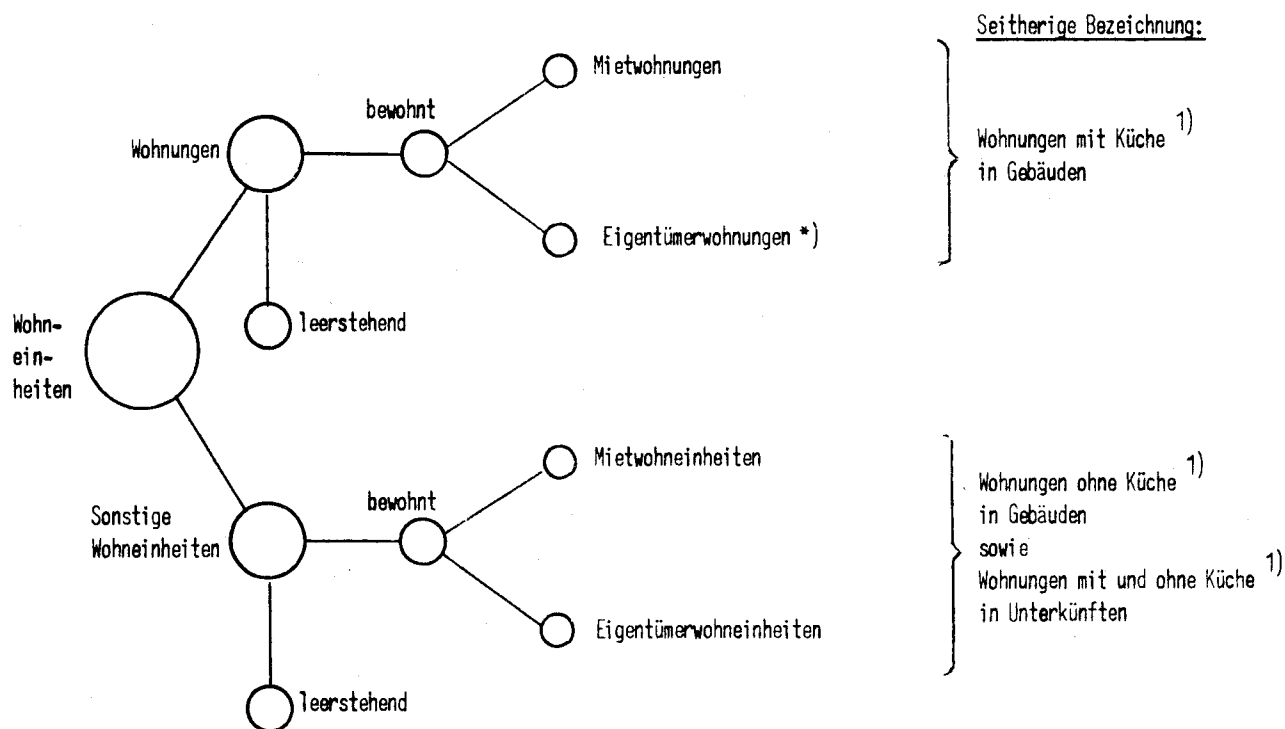 Seitherige Bezeichnung:
Mietwohnungen
bewohnt
Wohnungen
Wohnungen mit Küche 1)
in Gebäuden
Eigentümerwohnungen *)
leerstehend
Wohn-
ein-
heiten
Mietwohneinheiten
bewohnt
Sonstige
Wohneinheiten
Wohnungen ohne Küche 1)
in Gebäuden
sowie
Wohnungen mit und ohne Küche 1)
in Unterkünften
Eigentümerwohneinheiten
leerstehend